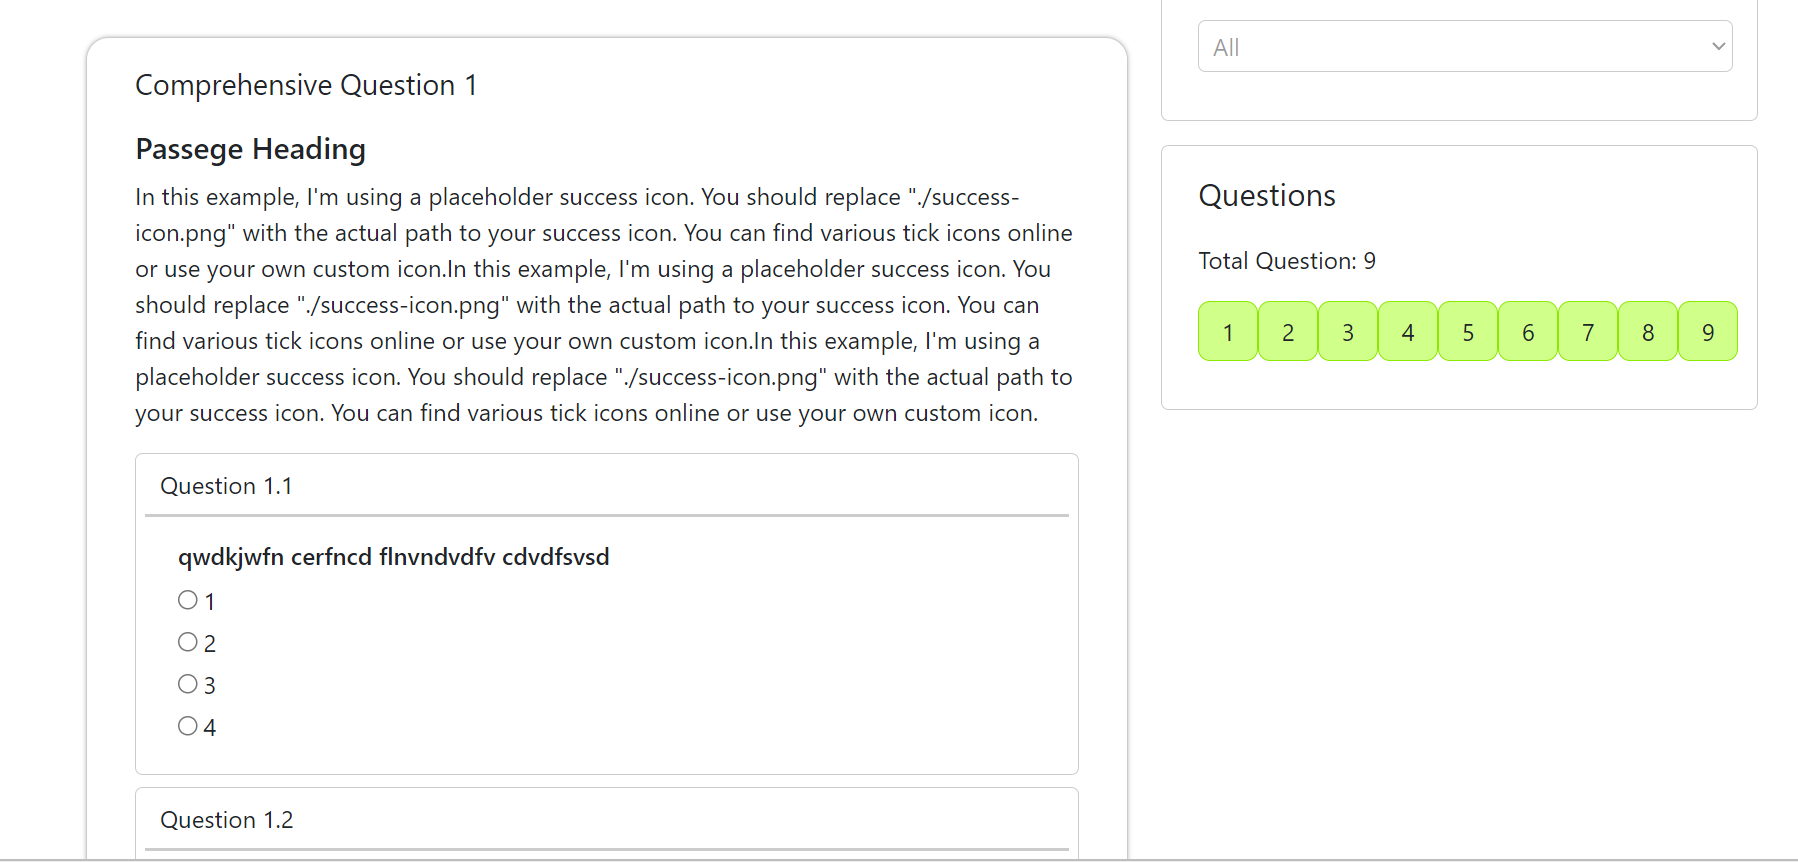 Comprehensive Question 1
Passege Heading
In this example, I'm using a placeholder success icon. You should replace "./success-
icon.png" with the actual path to your success icon. You can find various tick icons online
or use your own custom icon.In this example, I'm using a placeholder success icon. You
should replace "./success-icon.png" with the actual path to your success icon. You can
find various tick icons online or use your own custom icon.In this example, I'm using a
placeholder success icon. You should replace "./success-icon.png" with the actual path to
your success icon. You can find various tick icons online or use your own custom icon.
Question 1.1
qwdkjwfn cerfncd flnvndvdfv cdvdfsvsd
1
2
3
4
Question 1.2
All
Questions
Total Question: 9
1 2 3 4 5 6 7 8 9